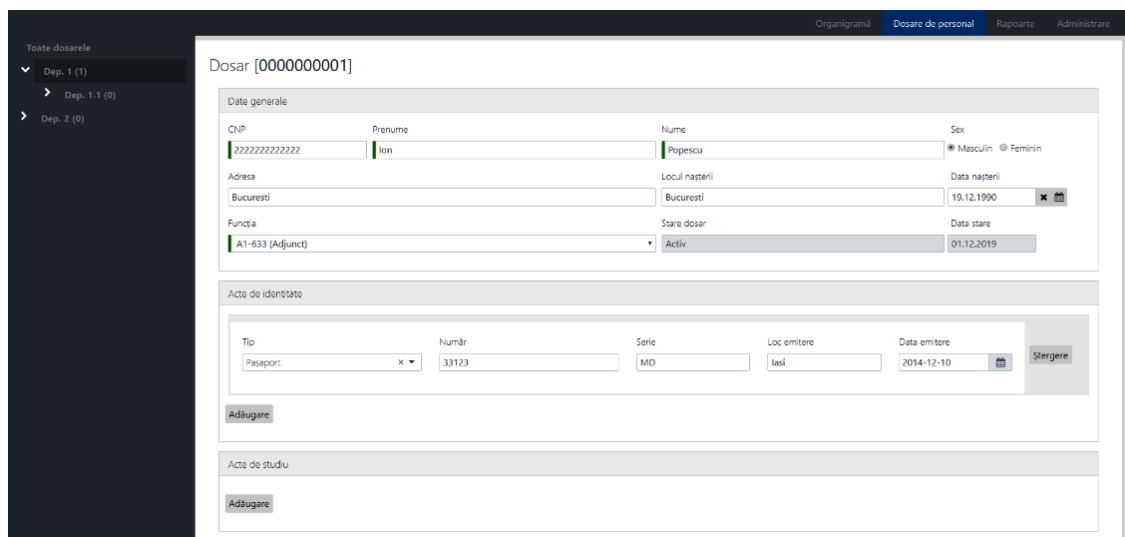 Organigramă Dosare de personal Rapoarte Administrare
Toate dosarele
Dep. 1 (1)
Dep. 1.1 (0)
Dep. 2 (0)
Dosar [0000000001]
Date generale
CNP Prenume Nume Sex
2222222222222 Ion Popescu Masculin Feminin
Adresa Locul nașterii Data nașterii
Bucuresti Bucuresti 19.12.1990
Funcția Stare dosar Data stare
A1-633 (Adjunct) Activ 01.12.2019
Acte de identitate
Tip Număr Serie Loc emitere Data emitere
Pașaport 33123 MD Iasi 2014-12-10 Ștergere
Adăugare
Acte de studiu
Adăugare